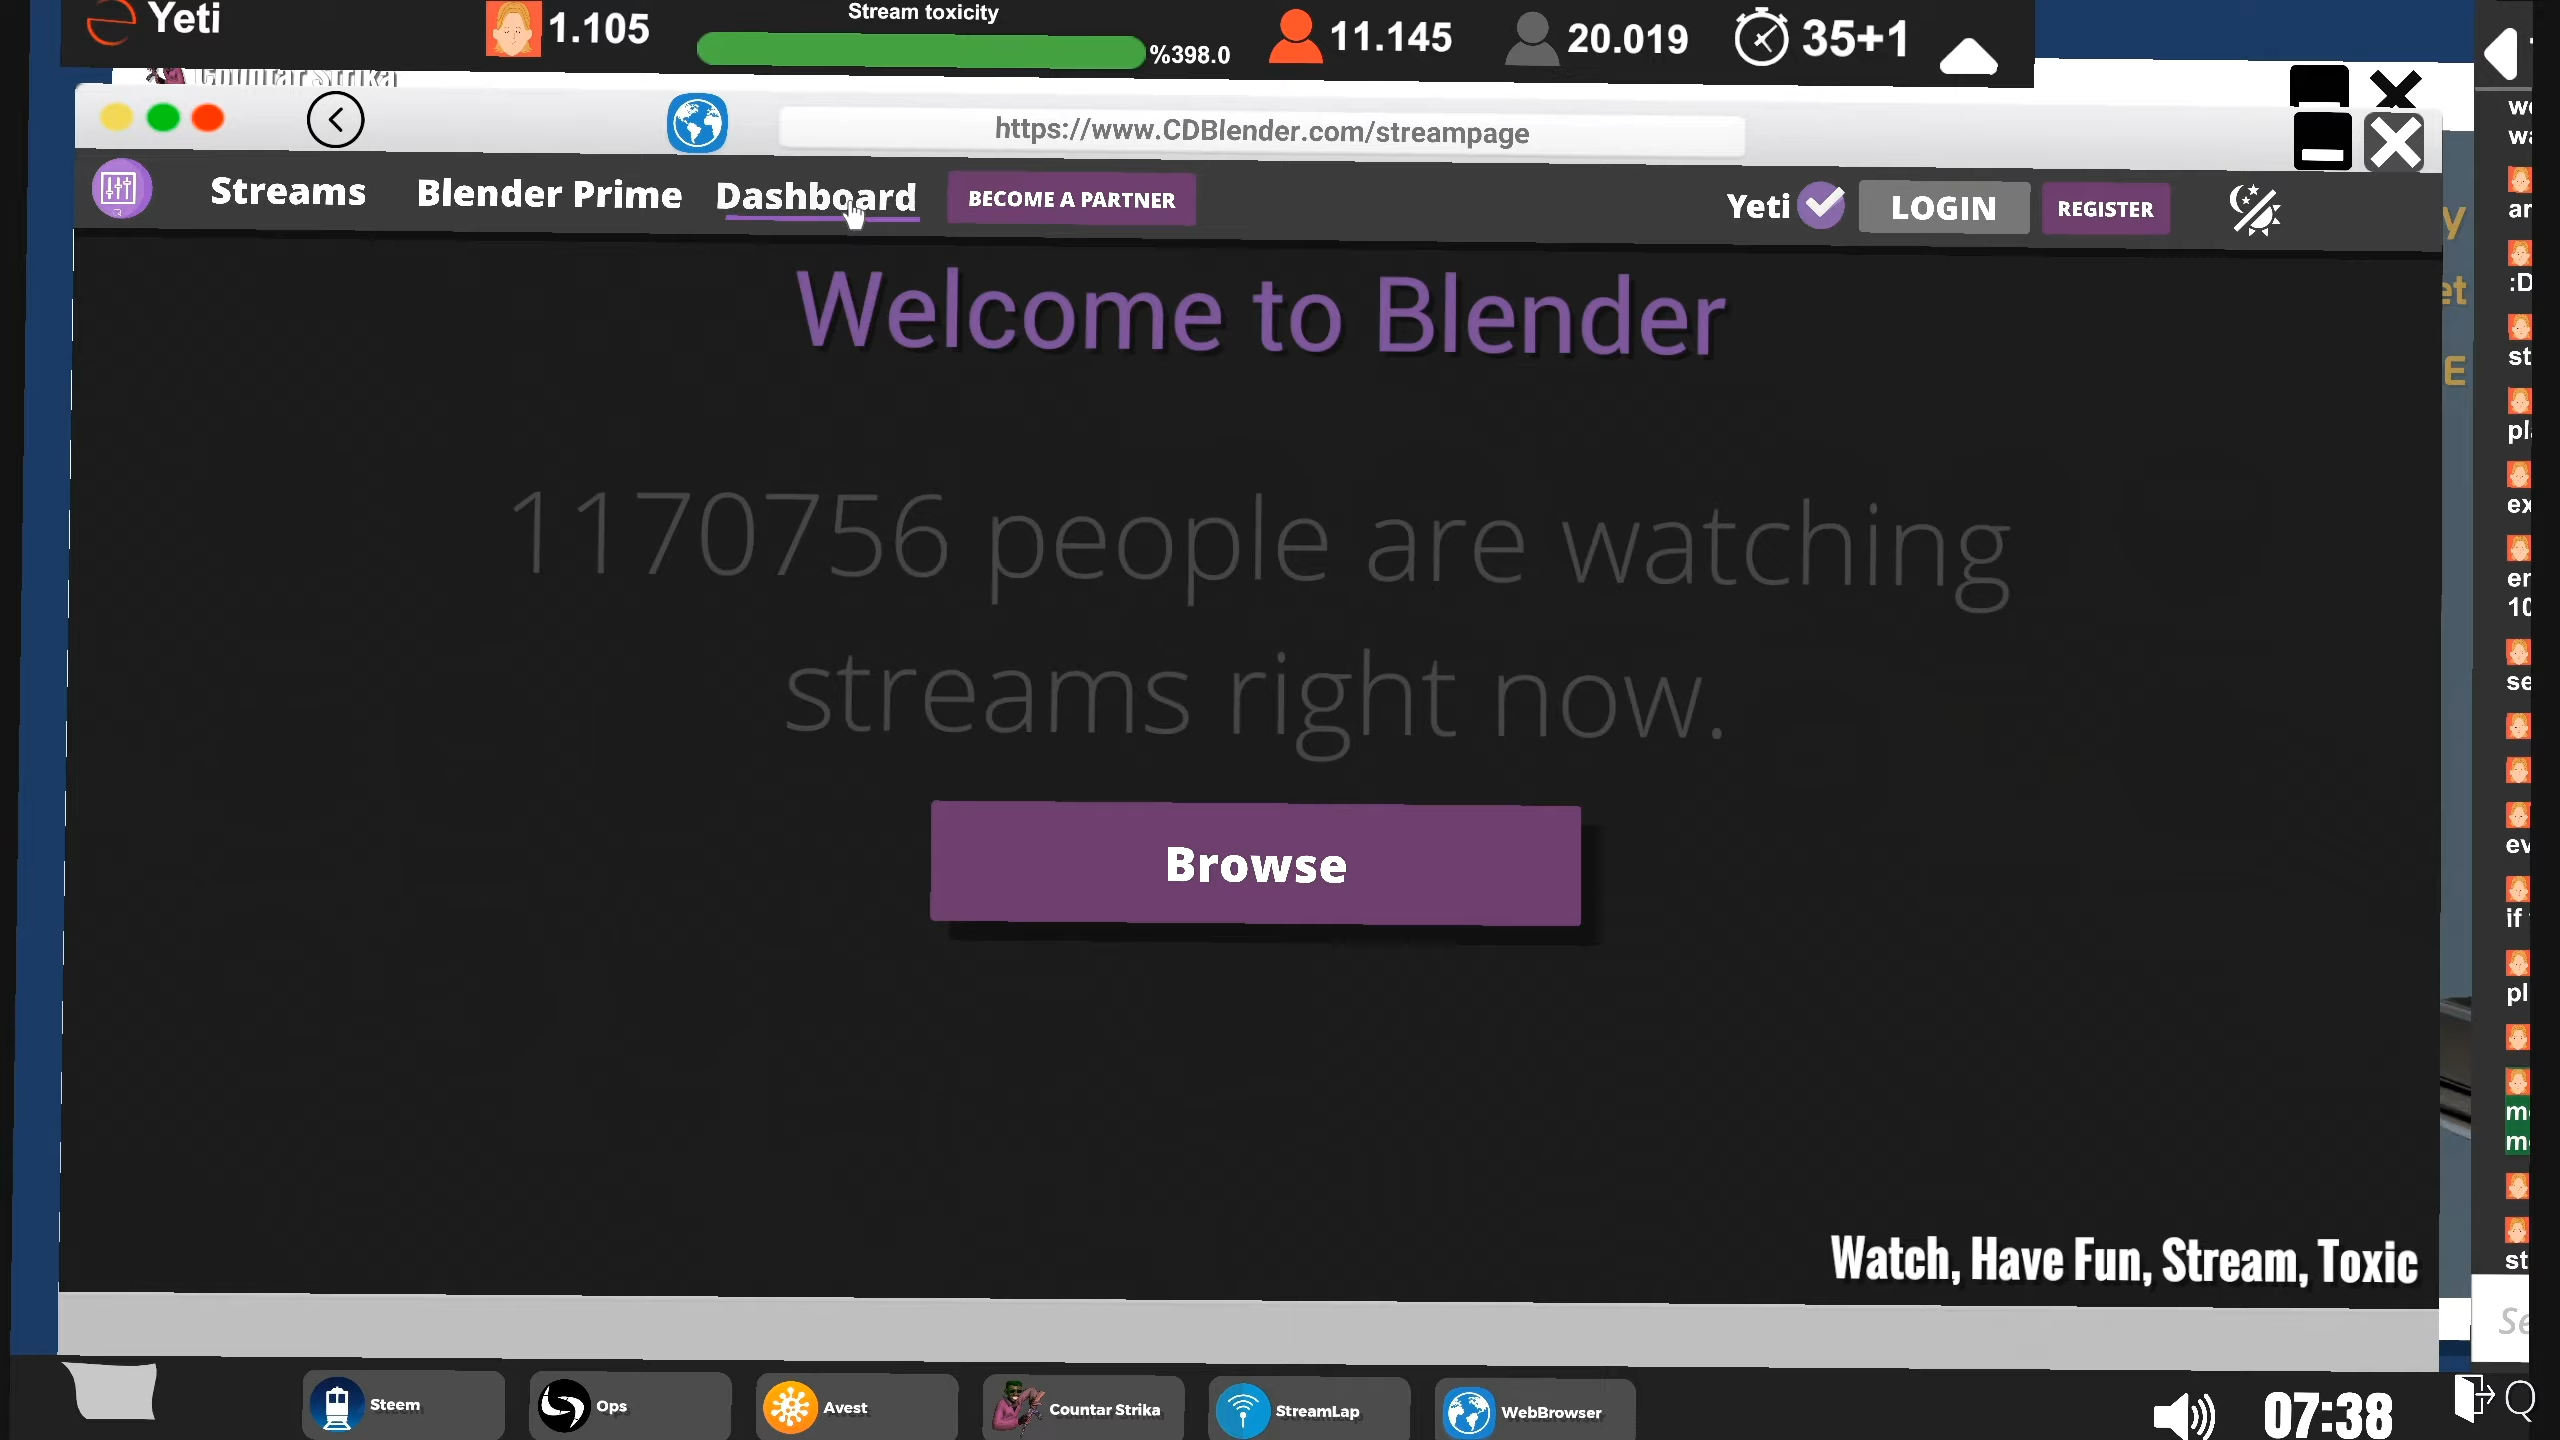 Yeti
1.105
Stream toxicity
%398.0
11.145
20.019
35+1
Countar Strika
https://www.CDBlender.com/streampage
Streams
Blender Prime
Dashboard
BECOME A PARTNER
Yeti
LOGIN
REGISTER
Welcome to Blender
1170756 people are watching
streams right now.
Browse
Watch, Have Fun, Stream, Toxic
Steem
Ops
Avest
Countar Strika
StreamLap
WebBrowser
07:38
Q